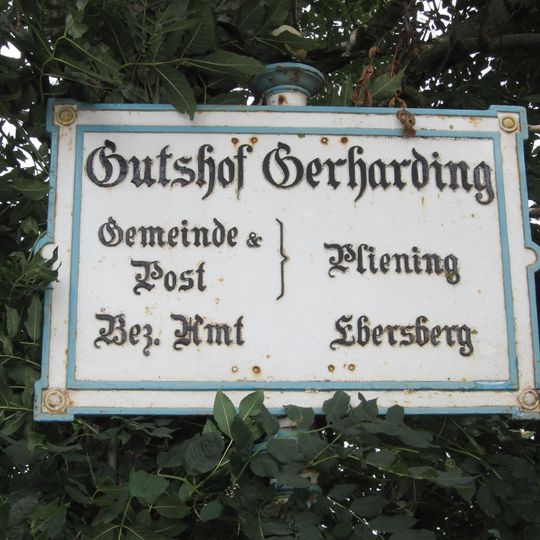 Gutshof Gerharding
Gemeinde &
Post } Pliening
Bez. Amt Ebersberg